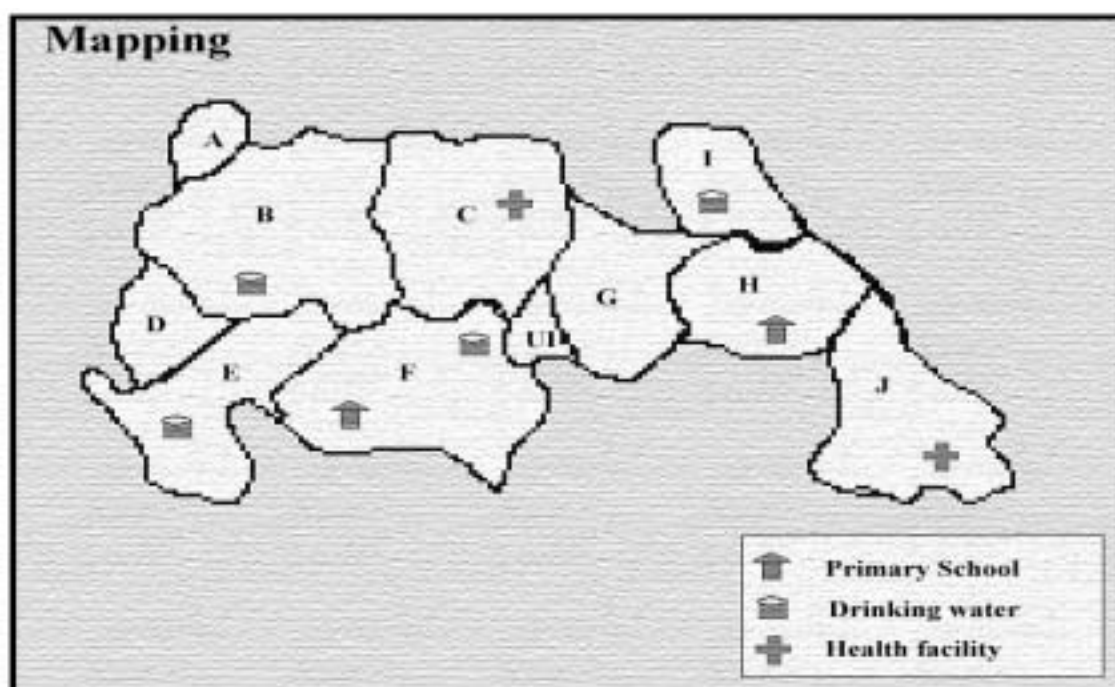 Mapping
A
I
B
C
H
G
D
UI
E
F
J
Primary School
Drinking water
Health facility